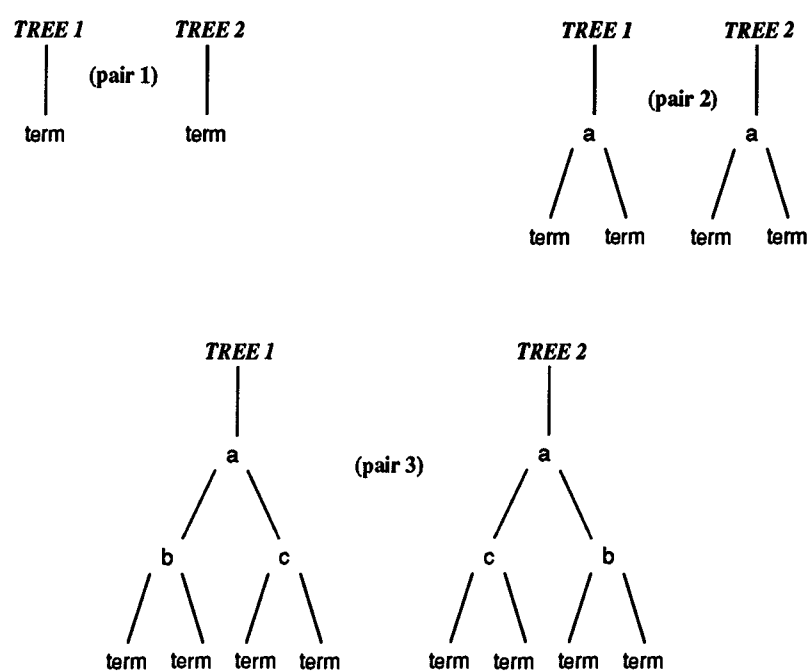 TREE 1 TREE 2 TREE 1 TREE 2
(pair 1) (pair 2)
term term a a
term term term term
TREE 1 TREE 2
a (pair 3) a
b c c b
term term term term term term term term